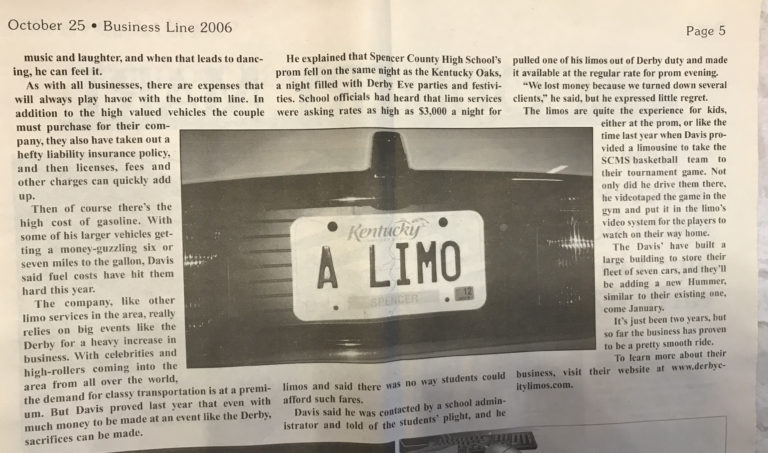 October 25 • Business Line 2006
Page 5
music and laughter, and when that leads to danc-
ing, he can feel it.
As with all businesses, there are expenses that
will always play havoc with the bottom line. In
addition to the high valued vehicles the couple
must purchase for their com-
pany, they also have taken out a
hefty liability insurance policy,
and then licenses, fees and
other charges can quickly add
up.
Then of course there's the
high cost of gasoline. With
some of his larger vehicles get-
ting a money-guzzling six or
seven miles to the gallon, Davis
said fuel costs have hit them
hard this year.
The company, like other
limo services in the area, really
relies on big events like the
Derby for a heavy increase in
business. With celebrities and
high-rollers coming into the
area from all over the world,
the demand for classy transportation is at a premi-
um. But Davis proved last year that even with
much money to be made at an event like the Derby,
sacrifices can be made.
He explained that Spencer County High School's
prom fell on the same night as the Kentucky Oaks,
a night filled with Derby Eve parties and festivi-
ties. School officials had heard that limo services
were asking rates as high as $3,000 a night for
Kentucky
A LIMO
SPENCER
12
limos and said there was no way students could
afford such fares.
Davis said he was contacted by a school admin-
istrator and told of the students' plight, and he
pulled one of his limos out of Derby duty and made
it available at the regular rate for prom evening.
"We lost money because we turned down several
clients," he said, but he expressed little regret.
The limos are quite the experience for kids,
either at the prom, or like the
time last year when Davis pro-
vided a limousine to take the
SCMS basketball team to
their tournament game. Not
only did he drive them there,
he videotaped the game in the
gym and put it in the limo's
video system for the players to
watch on their way home.
The Davis' have built a
large building to store their
fleet of seven cars, and they'll
be adding a new Hummer,
similar to their existing one,
come January.
It's just been two years, but
so far the business has proven
to be a pretty smooth ride.
To learn more about their
business, visit their website at www.derbyc-
itylimos.com.